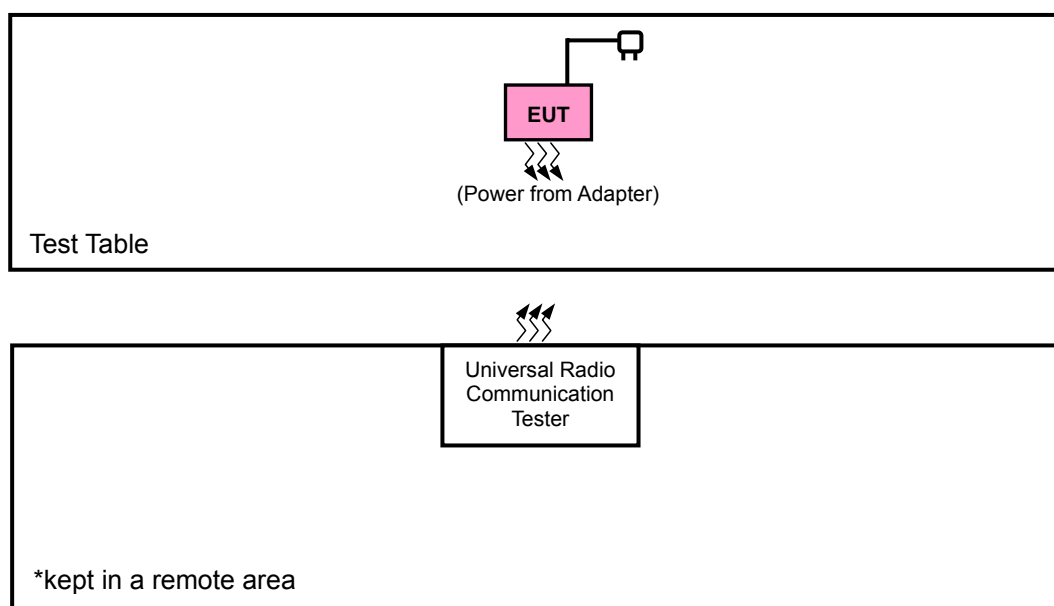 EUT
(Power from Adapter)
Test Table
Universal Radio
Communication
Tester
*kept in a remote area